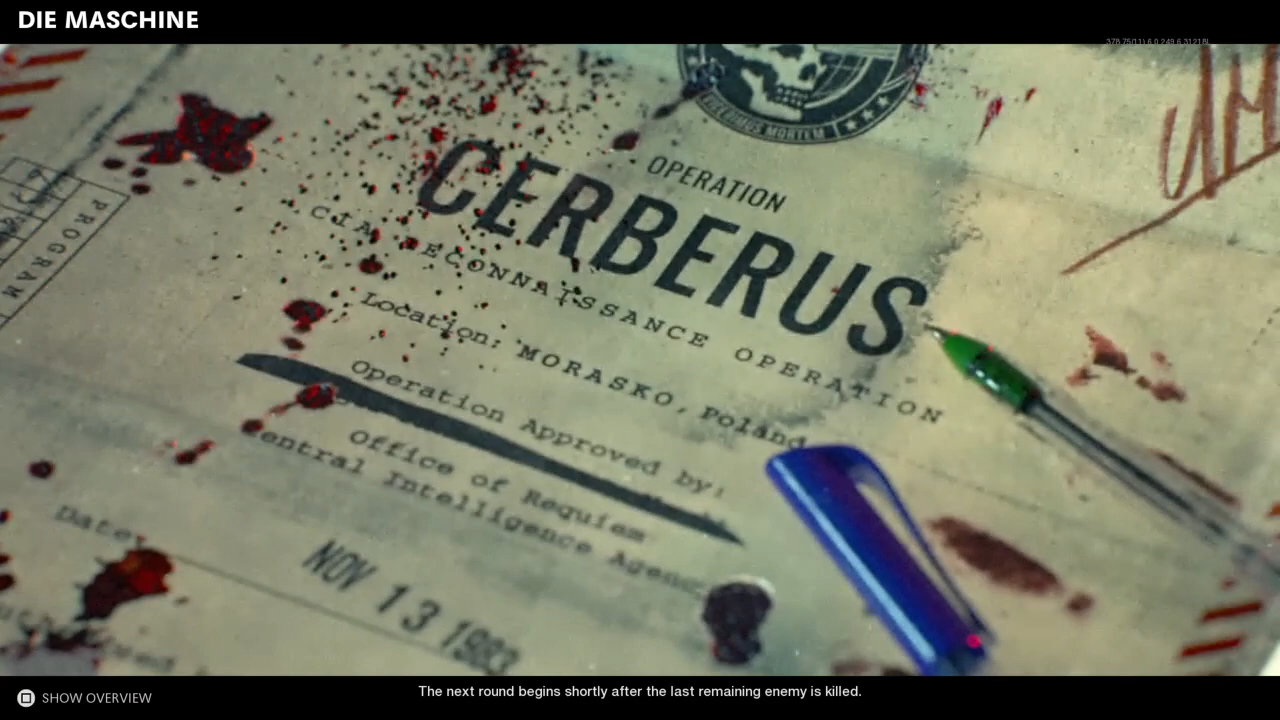 DIE MASCHINE
MORTEM
OPERATION
CERBERUS
CIA RECONNAISSANCE OPERATION
Location: MORASKO, Poland
Operation Approved by:
Office of Requiem
Central Intelligence Agency
Date
NOV 13 1983
PROGRAM
SHOW OVERVIEW
The next round begins shortly after the last remaining enemy is killed.